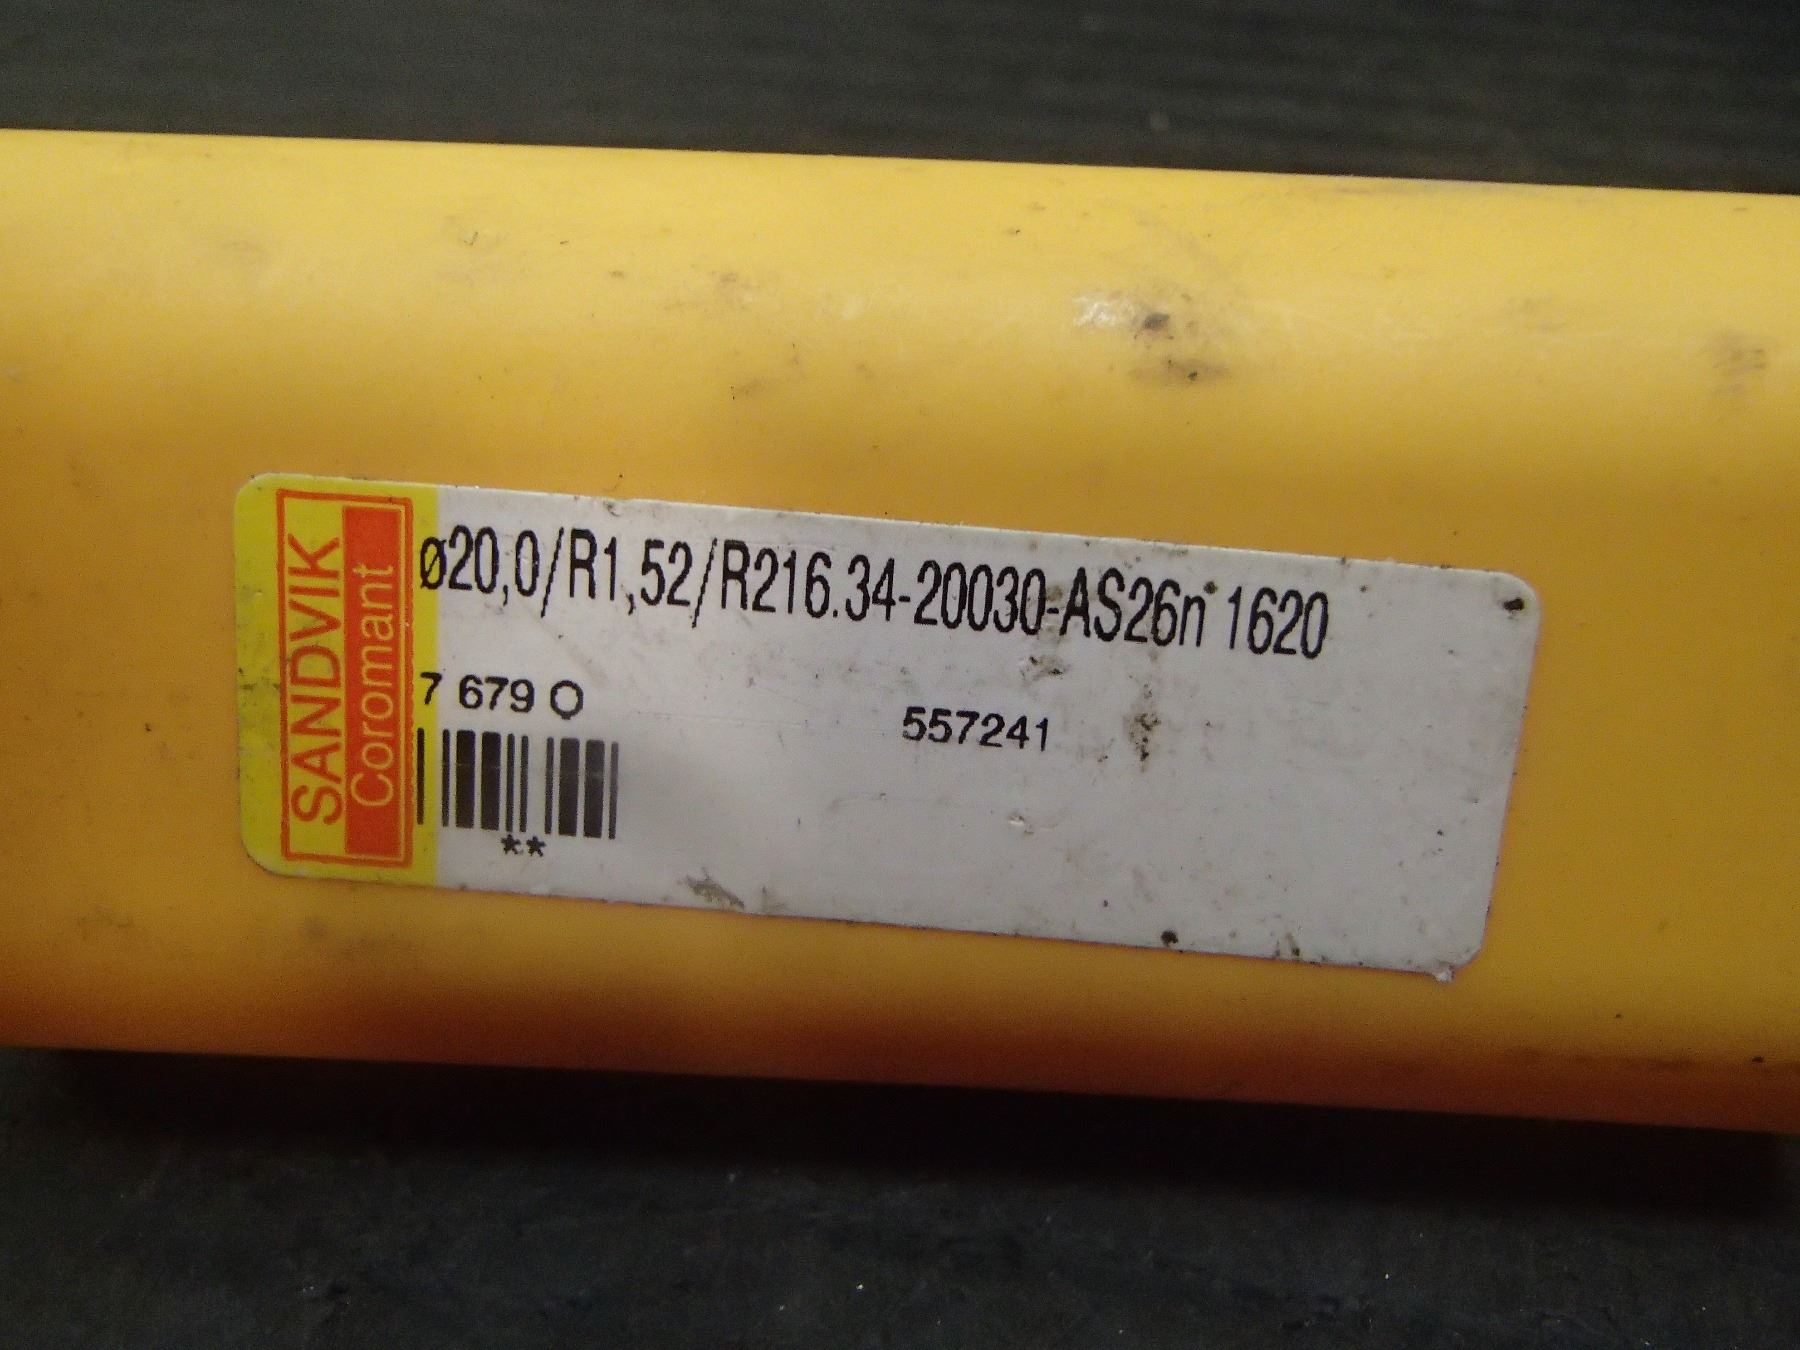 SANDVIK
Coromant
ø20,0/R1,52/R216.34-20030-AS26n 1620
7 679 O
557241
**